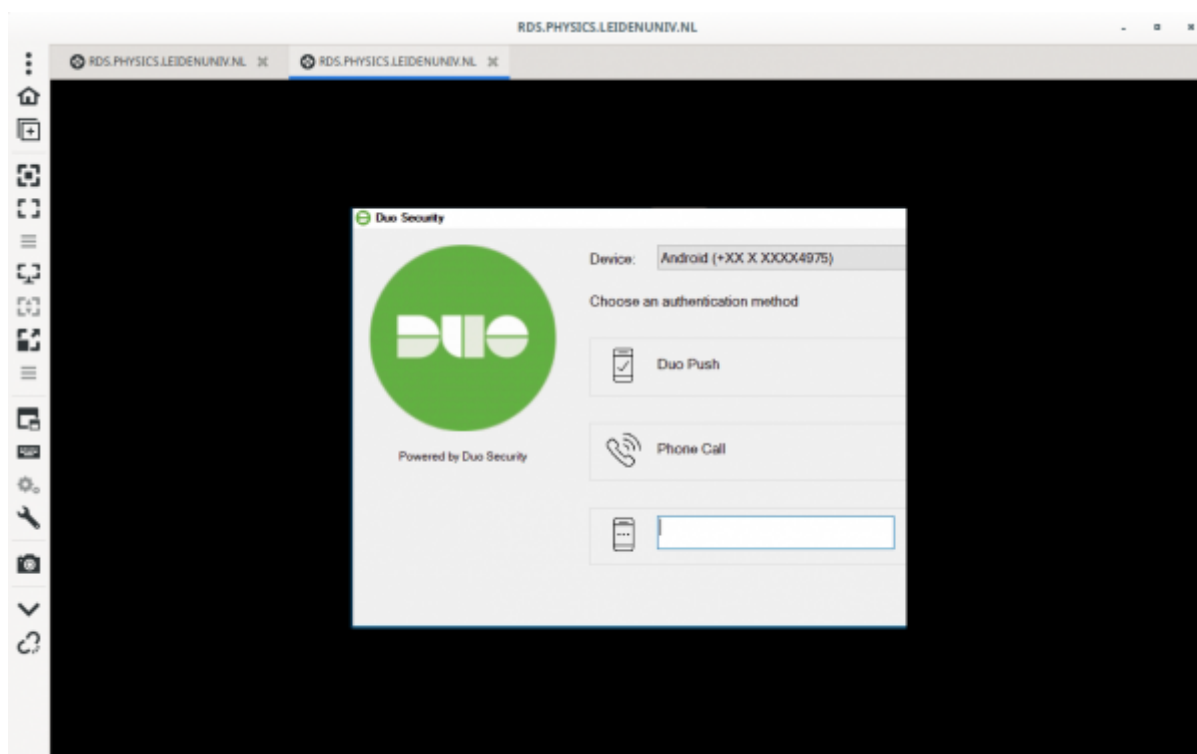 RDS.PHYSICS.LEIDENUNIV.NL
RDS.PHYSICS.LEIDENUNIV.NL RDS.PHYSICS.LEIDENUNIV.NL
Duo Security
Device: Android (+XX X XXXX4975)
Choose an authentication method
DUO
Duo Push
Phone Call
Powered by Duo Security